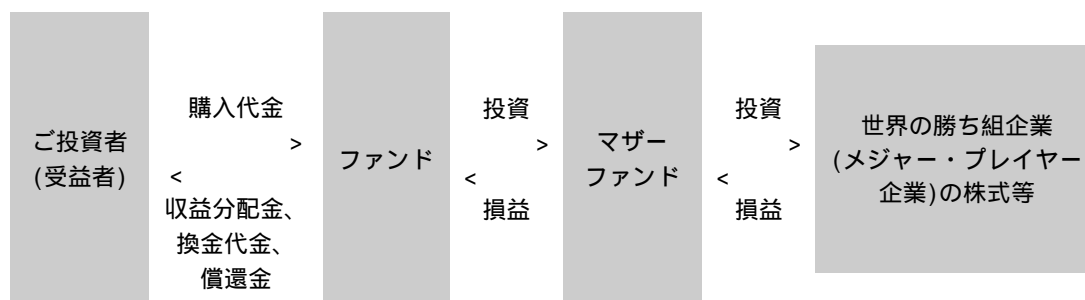 ご投資者
(受益者)
購入代金
>
<
収益分配金、
換金代金、
償還金
ファンド
投資
>
<
損益
マザー
ファンド
投資
>
<
損益
世界の勝ち組企業
(メジャー・プレイヤー
企業)の株式等